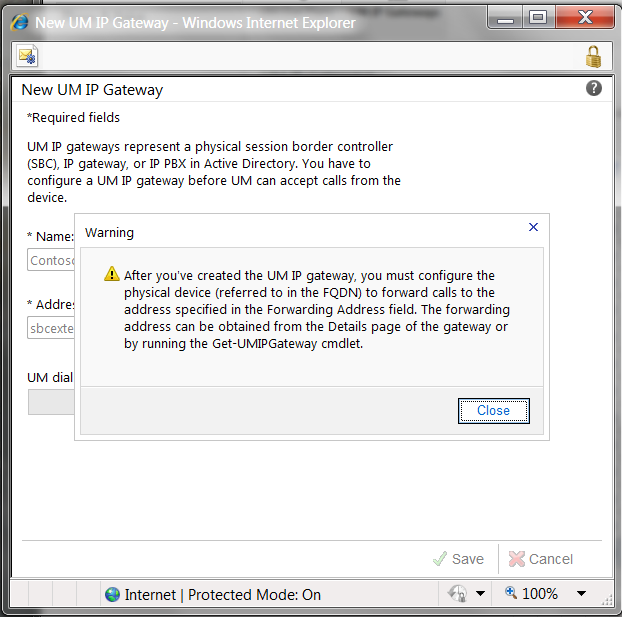 New UM IP Gateway - Windows Internet Explorer
New UM IP Gateway
*Required fields
UM IP gateways represent a physical session border controller
(SBC), IP gateway, or IP PBX in Active Directory. You have to
configure a UM IP gateway before UM can accept calls from the
device.
* Name:
Warning
After you've created the UM IP gateway, you must configure the
physical device (referred to in the FQDN) to forward calls to the
address specified in the Forwarding Address field. The forwarding
address can be obtained from the Details page of the gateway or
by running the Get-UMIPGateway cmdlet.
Close
* Addre
sbcexte
UM dial
Save
Cancel
Internet | Protected Mode: On
100%